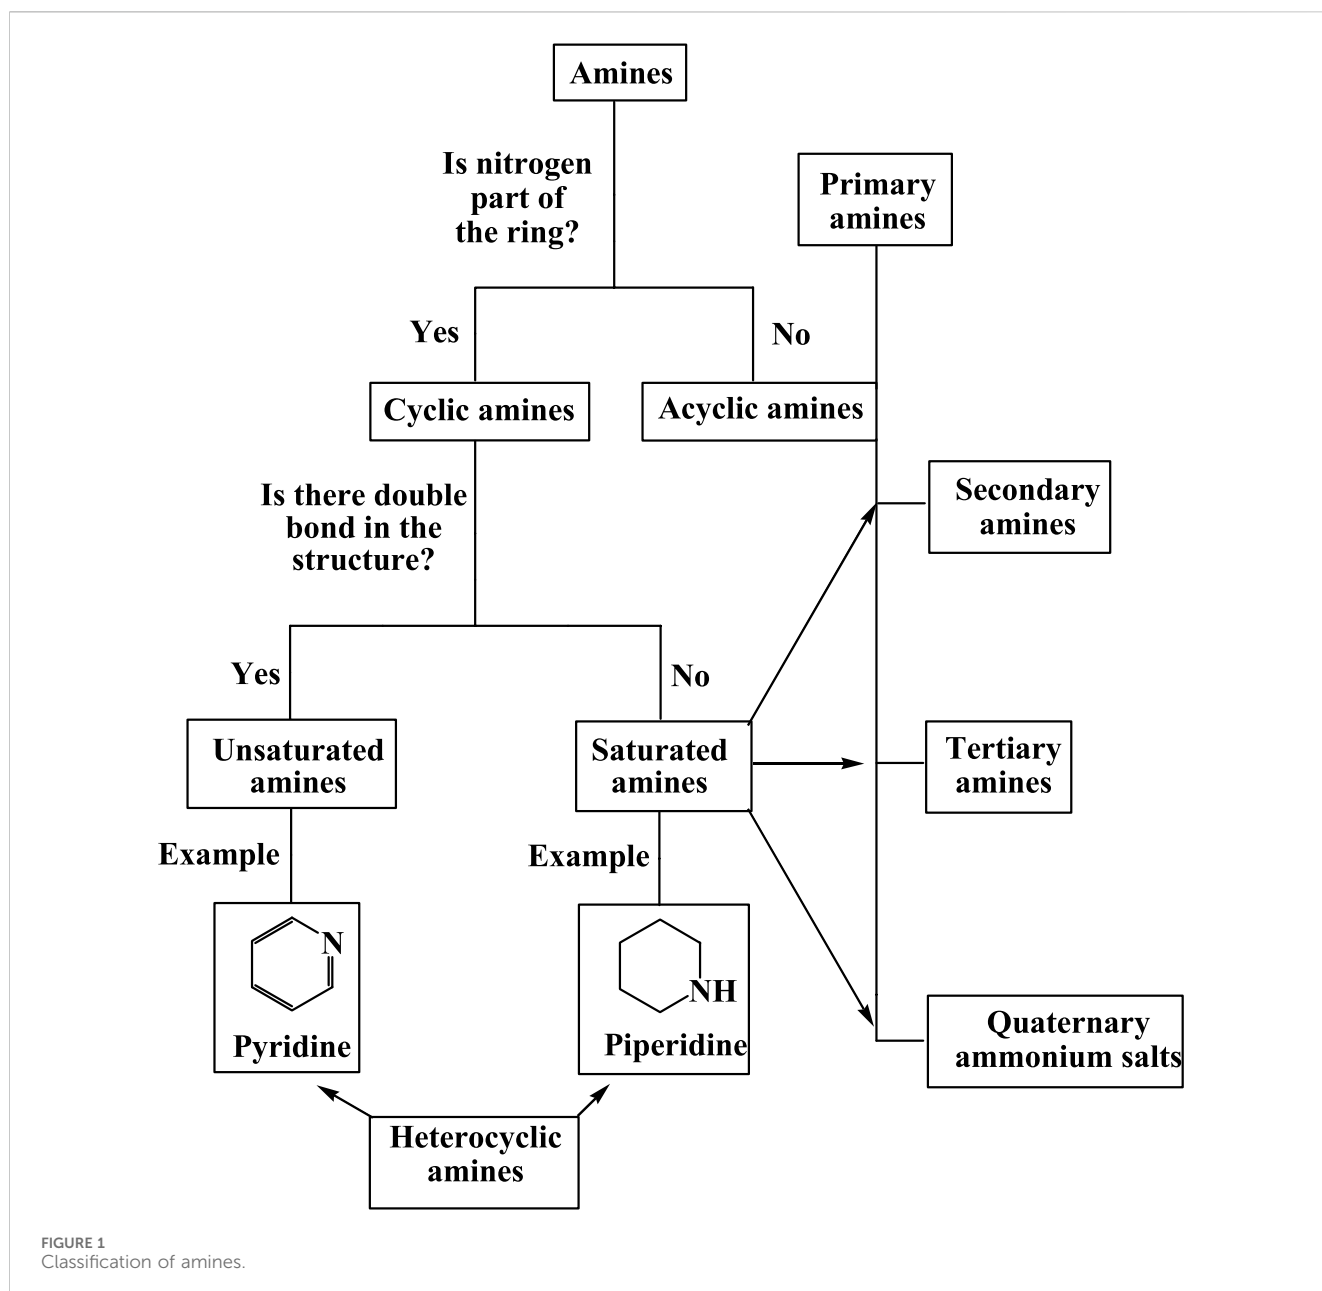 Amines
Is nitrogen
part of
the ring?
Primary
amines
Yes
No
Cyclic amines
Acyclic amines
Is there double
bond in the
structure?
Secondary
amines
Yes
No
Unsaturated
amines
Saturated
amines
Tertiary
amines
Example
Example
N
Pyridine
NH
Piperidine
Quaternary
ammonium salts
Heterocyclic
amines
FIGURE 1
Classification of amines.